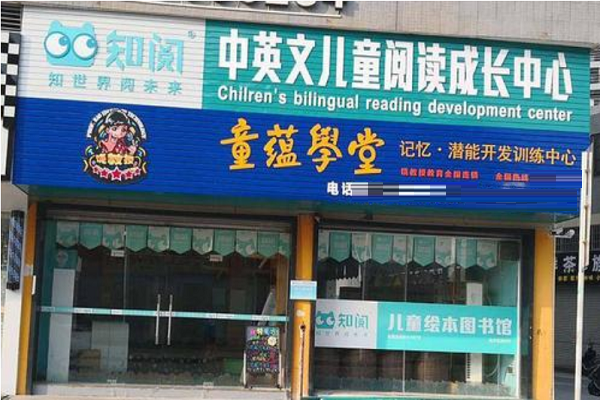 知阅
知世界阅未来
中英文儿童阅读成长中心
Chilren's bilingual reading development center
童蕴學堂
记忆·潜能开发训练中心
电话
知阅
儿童绘本图书馆